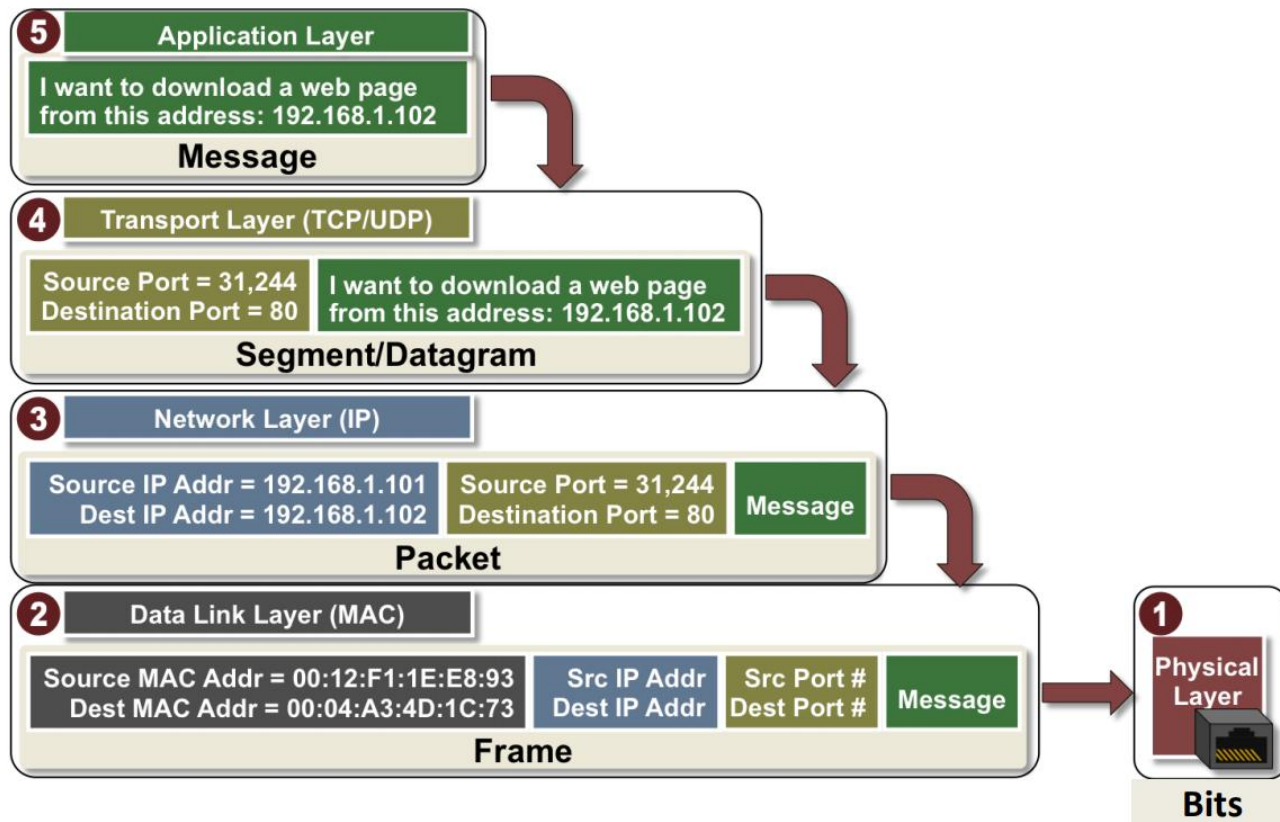 5
Application Layer
I want to download a web page
from this address: 192.168.1.102
Message
4
Transport Layer (TCP/UDP)
Source Port = 31,244
Destination Port = 80
I want to download a web page
from this address: 192.168.1.102
Segment/Datagram
3
Network Layer (IP)
Source IP Addr = 192.168.1.101
Dest IP Addr = 192.168.1.102
Source Port = 31,244
Destination Port = 80
Message
Packet
2
Data Link Layer (MAC)
Source MAC Addr = 00:12:F1:1E:E8:93
Dest MAC Addr = 00:04:A3:4D:1C:73
Src IP Addr
Dest IP Addr
Src Port #
Dest Port #
Message
Frame
1
Physical
Layer
Bits